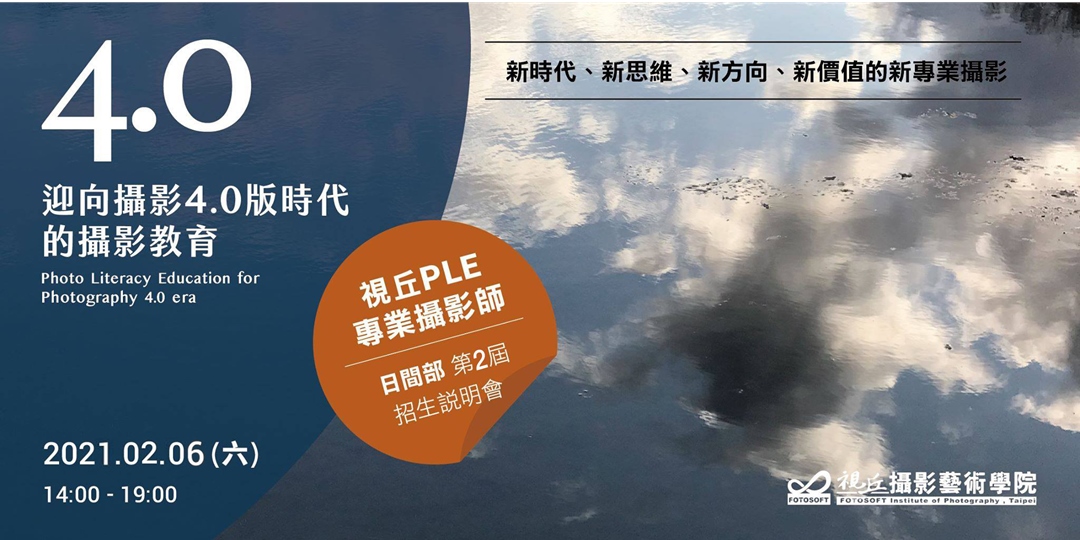 4.0
迎向攝影4.0版時代
的攝影教育
Photo Literacy Education for
Photography 4.0 era
新時代、新思維、新方向、新價值的新專業攝影
視丘PLE
專業攝影師
日間部 第2屆
招生説明會
2021.02.06 (六)
14:00 - 19:00
FOTOSOFT
視丘攝影藝術學院
FOTOSOFT Institute of Photography, Taipei